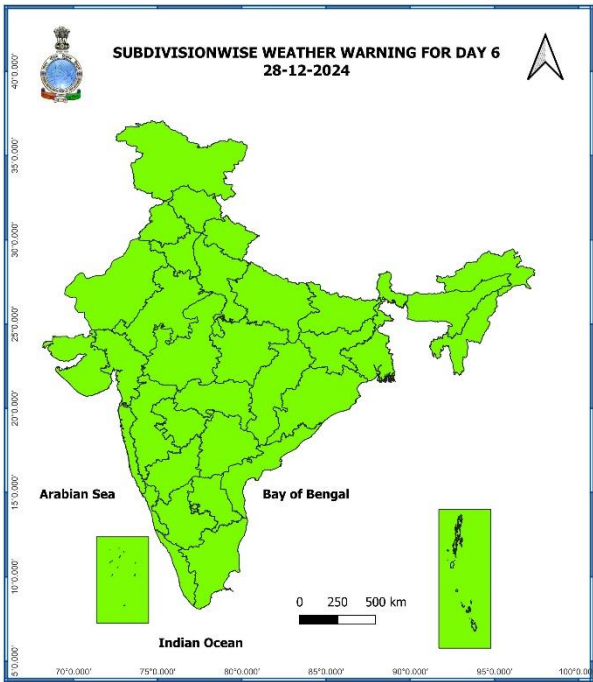 SUBDIVISIONWISE WEATHER WARNING FOR DAY 6
28-12-2024
40°0.000'
35°0.000'
30°0.000'
25°0.000'
20°0.000'
15°0.000'
10°0.000'
5°0.000'
Arabian Sea
Bay of Bengal
0 250 500 km
Indian Ocean
70°0.000' 75°0.000' 80°0.000' 85°0.000' 90°0.000' 95°0.000' 100°0.0